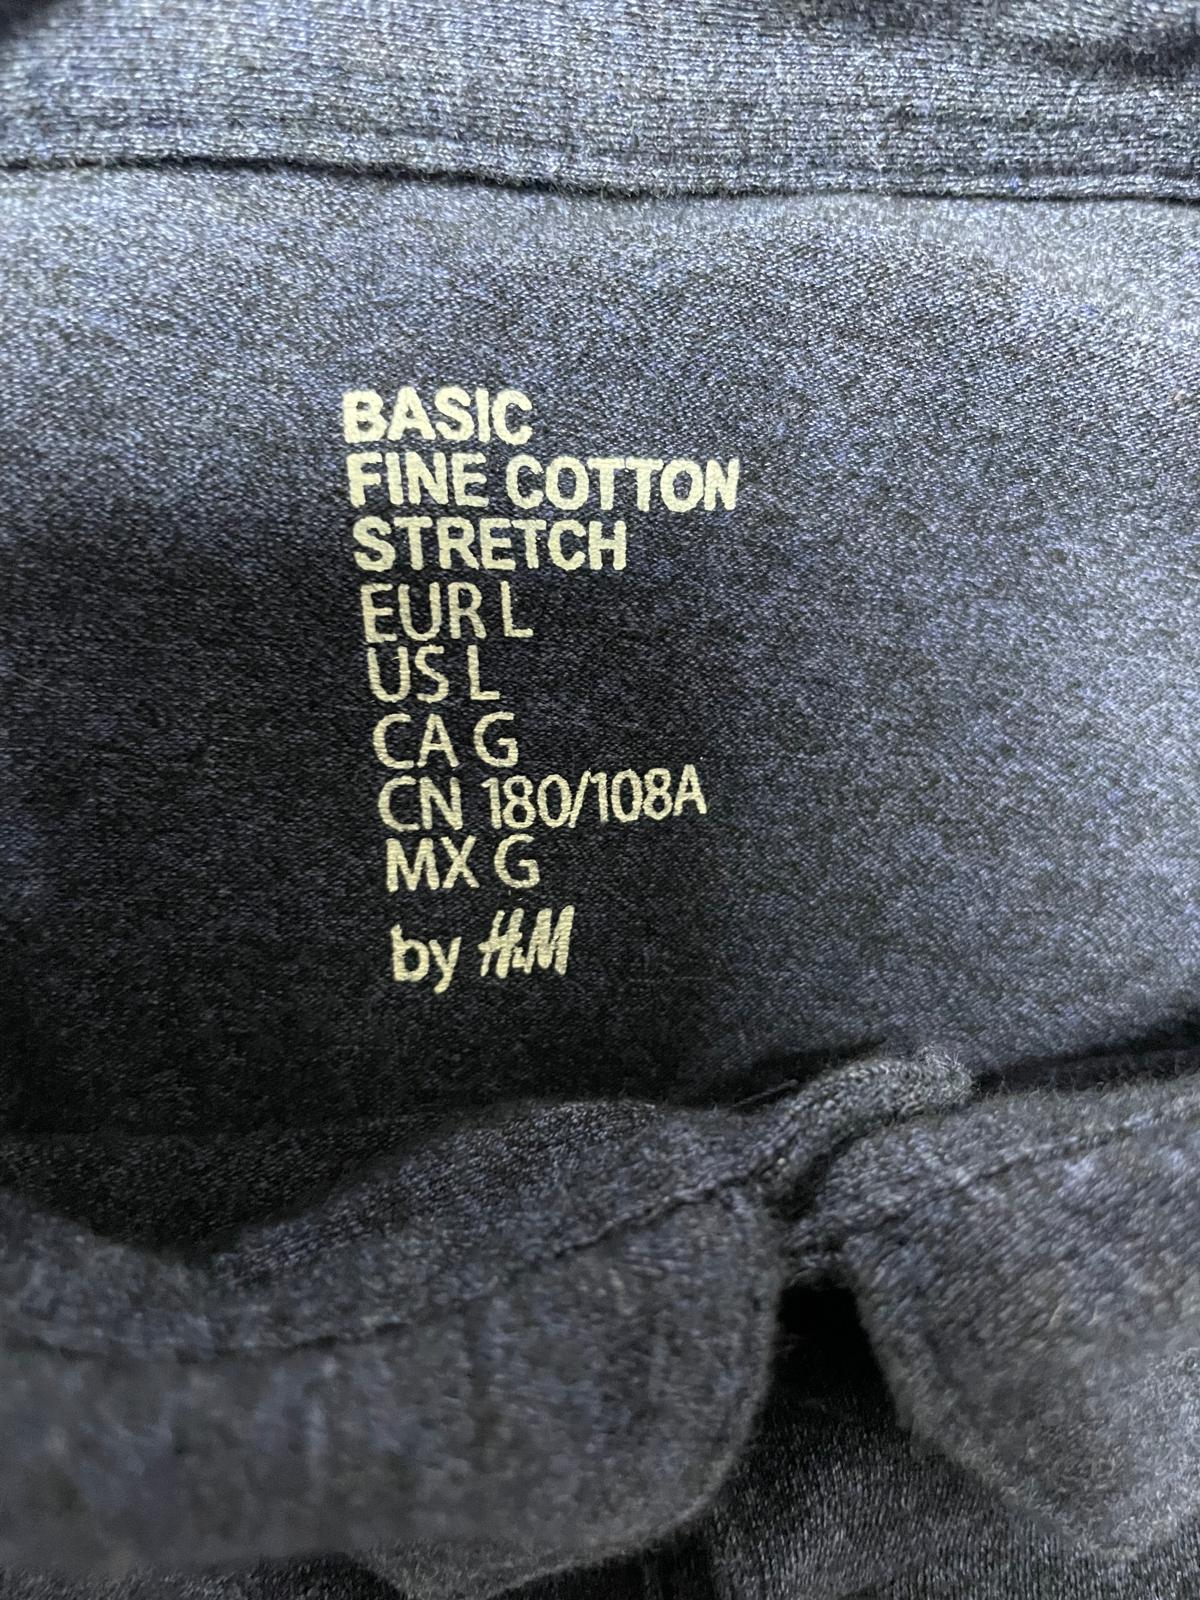 BASIC
FINE COTTON
STRETCH
EUR L
US L
CA G
CN 180/108A
MX G
by H&M